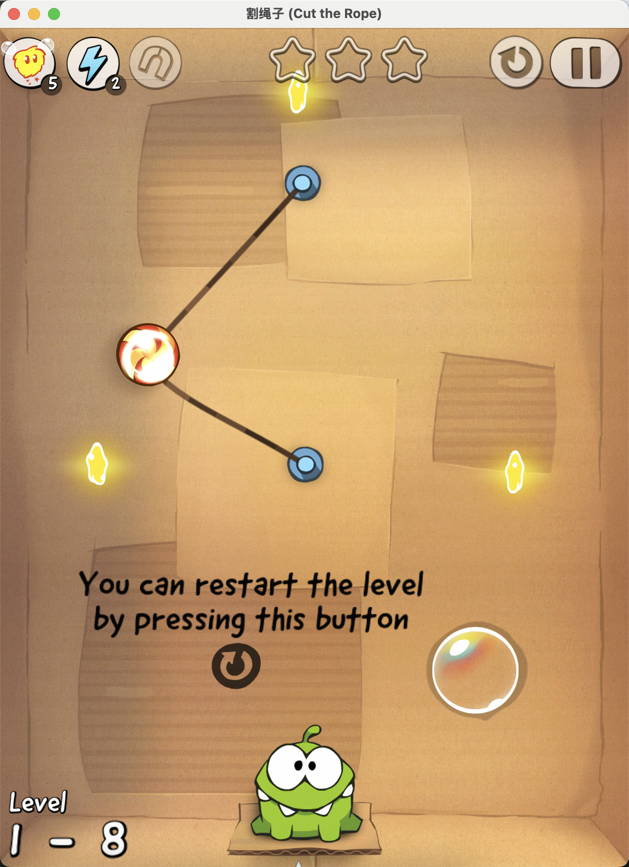 割绳子 (Cut the Rope)
5
2
You can restart the level
by pressing this button
Level
1 - 8